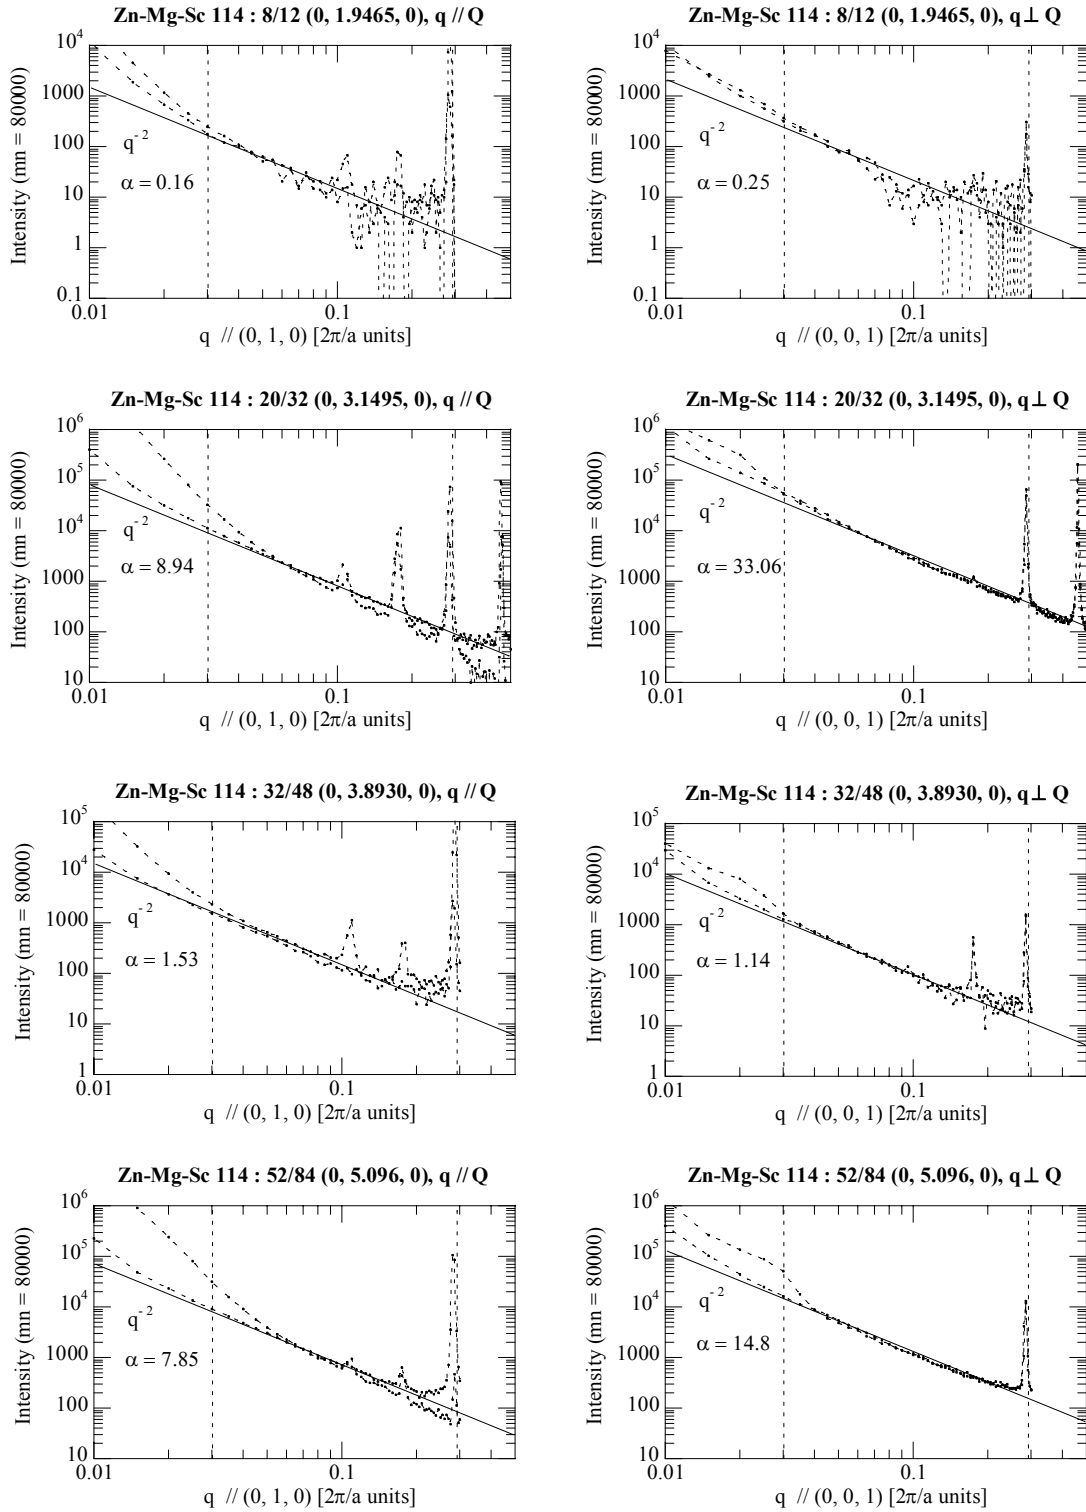 Zn-Mg-Sc 114 : 8/12 (0, 1.9465, 0), q // Q
Intensity (mn = 80000)
10^4
1000
100
10
1
0.1
q^-2
α = 0.16
0.01
0.1
q // (0, 1, 0) [2π/a units]
Zn-Mg-Sc 114 : 8/12 (0, 1.9465, 0), q ⊥ Q
Intensity (mn = 80000)
10^4
1000
100
10
1
0.1
q^-2
α = 0.25
0.01
0.1
q // (0, 0, 1) [2π/a units]
Zn-Mg-Sc 114 : 20/32 (0, 3.1495, 0), q // Q
Intensity (mn = 80000)
10^6
10^5
10^4
1000
100
10
q^-2
α = 8.94
0.01
0.1
q // (0, 1, 0) [2π/a units]
Zn-Mg-Sc 114 : 20/32 (0, 3.1495, 0), q ⊥ Q
Intensity (mn = 80000)
10^6
10^5
10^4
1000
100
10
q^-2
α = 33.06
0.01
0.1
q // (0, 0, 1) [2π/a units]
Zn-Mg-Sc 114 : 32/48 (0, 3.8930, 0), q // Q
Intensity (mn = 80000)
10^5
10^4
1000
100
10
1
q^-2
α = 1.53
0.01
0.1
q // (0, 1, 0) [2π/a units]
Zn-Mg-Sc 114 : 32/48 (0, 3.8930, 0), q ⊥ Q
Intensity (mn = 80000)
10^5
10^4
1000
100
10
1
q^-2
α = 1.14
0.01
0.1
q // (0, 0, 1) [2π/a units]
Zn-Mg-Sc 114 : 52/84 (0, 5.096, 0), q // Q
Intensity (mn = 80000)
10^6
10^5
10^4
1000
100
10
q^-2
α = 7.85
0.01
0.1
q // (0, 1, 0) [2π/a units]
Zn-Mg-Sc 114 : 52/84 (0, 5.096, 0), q ⊥ Q
Intensity (mn = 80000)
10^6
10^5
10^4
1000
100
10
q^-2
α = 14.8
0.01
0.1
q // (0, 0, 1) [2π/a units]